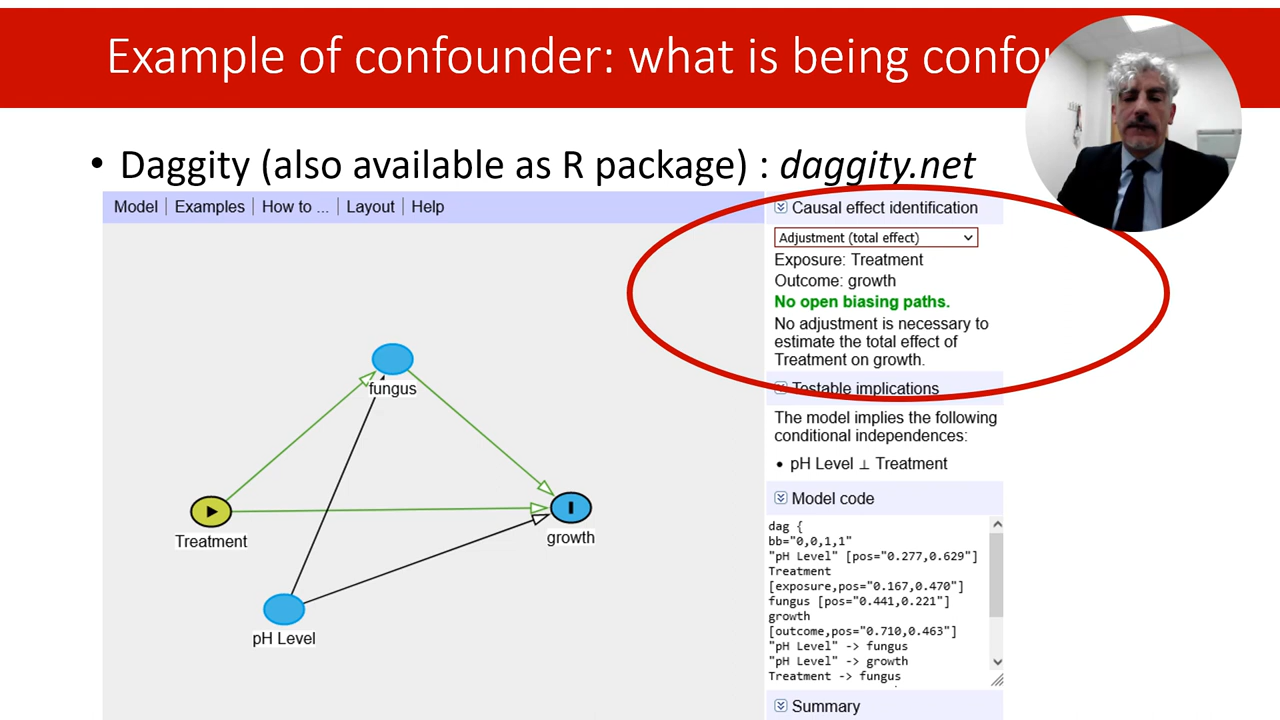 Example of confounder: what is being confou
• Daggity (also available as R package) : daggity.net
Model Examples How to ... Layout Help
Causal effect identification
Adjustment (total effect)
Exposure: Treatment
Outcome: growth
No open biasing paths.
No adjustment is necessary to
estimate the total effect of
Treatment on growth.
Testable implications
The model implies the following
conditional independences:
• pH Level ⊥ Treatment
Model code
dag {
bb="0,0,1,1"
"pH Level" [pos="0.277,0.629"]
Treatment
[exposure,pos="0.167,0.470"]
fungus [pos="0.441,0.221"]
growth
[outcome,pos="0.710,0.463"]
"pH Level" -> fungus
"pH Level" -> growth
Treatment -> fungus
Summary
fungus
Treatment
growth
pH Level